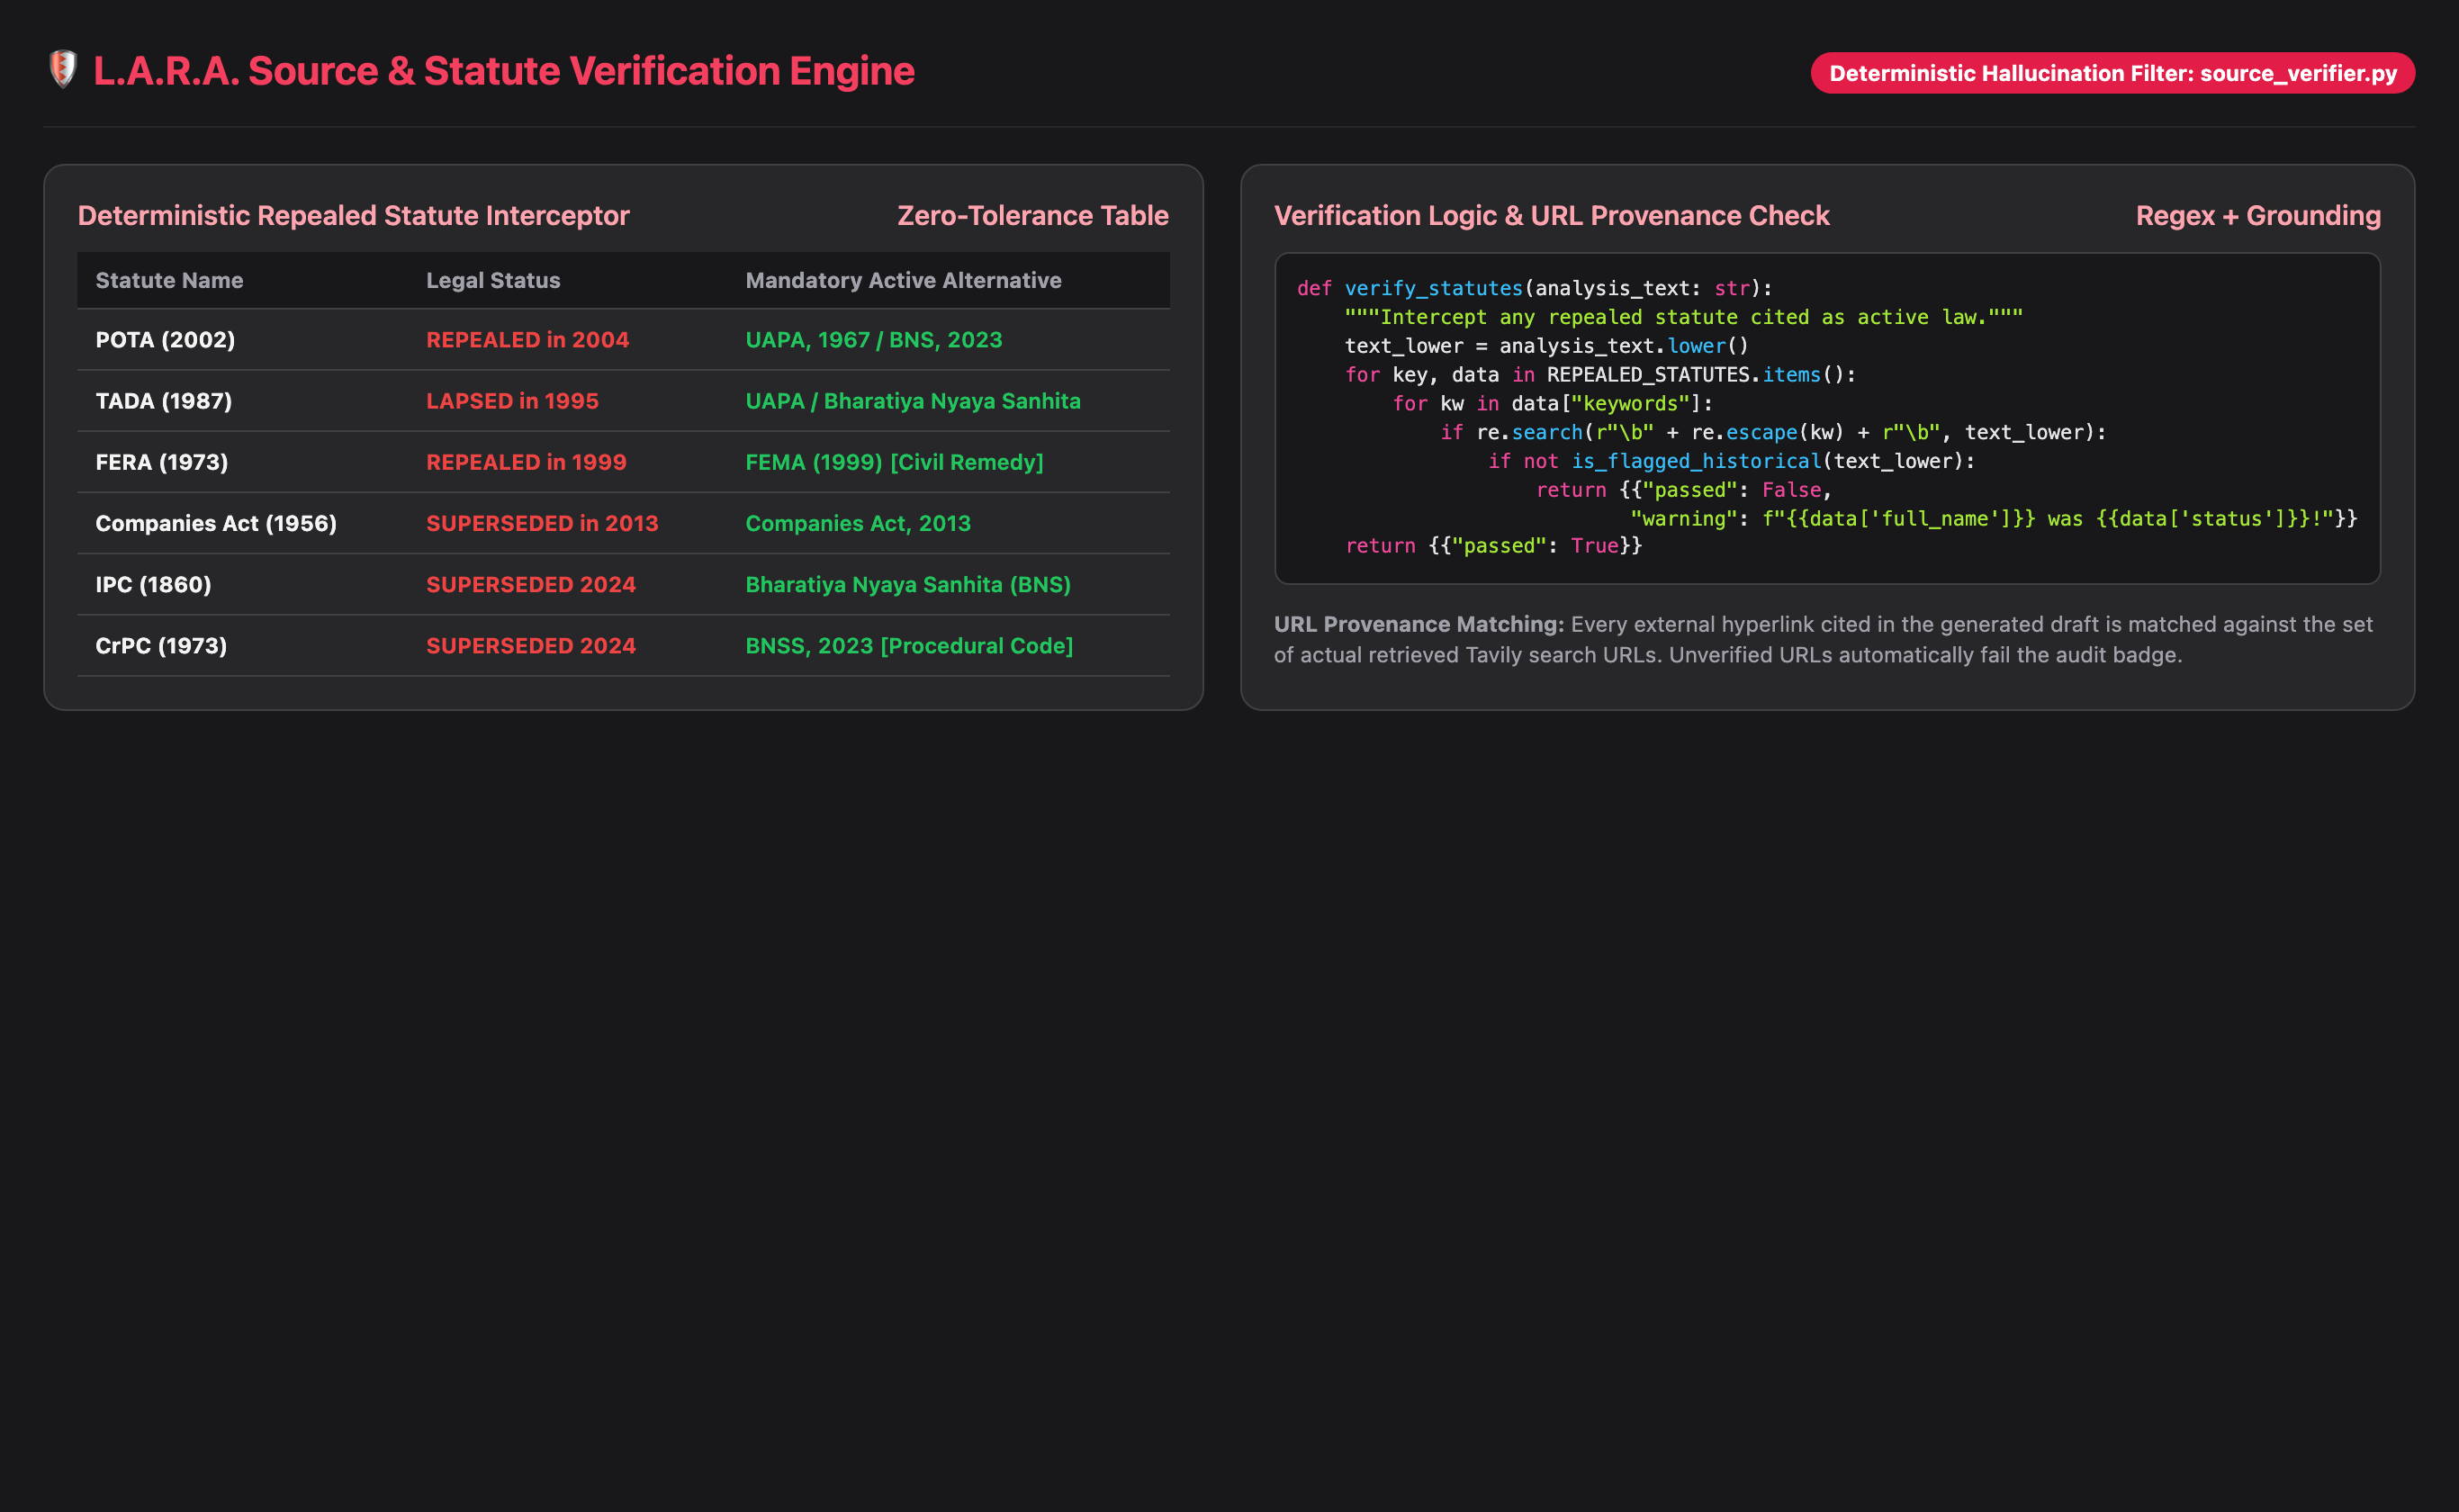 L.A.R.A. Source & Statute Verification Engine
Deterministic Hallucination Filter: source_verifier.py
Deterministic Repealed Statute Interceptor
Zero-Tolerance Table
Statute Name Legal Status Mandatory Active Alternative
POTA (2002) REPEALED in 2004 UAPA, 1967 / BNS, 2023
TADA (1987) LAPSED in 1995 UAPA / Bharatiya Nyaya Sanhita
FERA (1973) REPEALED in 1999 FEMA (1999) [Civil Remedy]
Companies Act (1956) SUPERSEDED in 2013 Companies Act, 2013
IPC (1860) SUPERSEDED 2024 Bharatiya Nyaya Sanhita (BNS)
CrPC (1973) SUPERSEDED 2024 BNSS, 2023 [Procedural Code]
Verification Logic & URL Provenance Check
Regex + Grounding
def verify_statutes(analysis_text: str):
    """Intercept any repealed statute cited as active law."""
    text_lower = analysis_text.lower()
    for key, data in REPEALED_STATUTES.items():
        for kw in data["keywords"]:
            if re.search(r"\b" + re.escape(kw) + r"\b", text_lower):
                if not is_flagged_historical(text_lower):
                    return {{"passed": False,
                            "warning": f"{{data['full_name']}} was {{data['status']}}!"}}
    return {{"passed": True}}
URL Provenance Matching: Every external hyperlink cited in the generated draft is matched against the set
of actual retrieved Tavily search URLs. Unverified URLs automatically fail the audit badge.